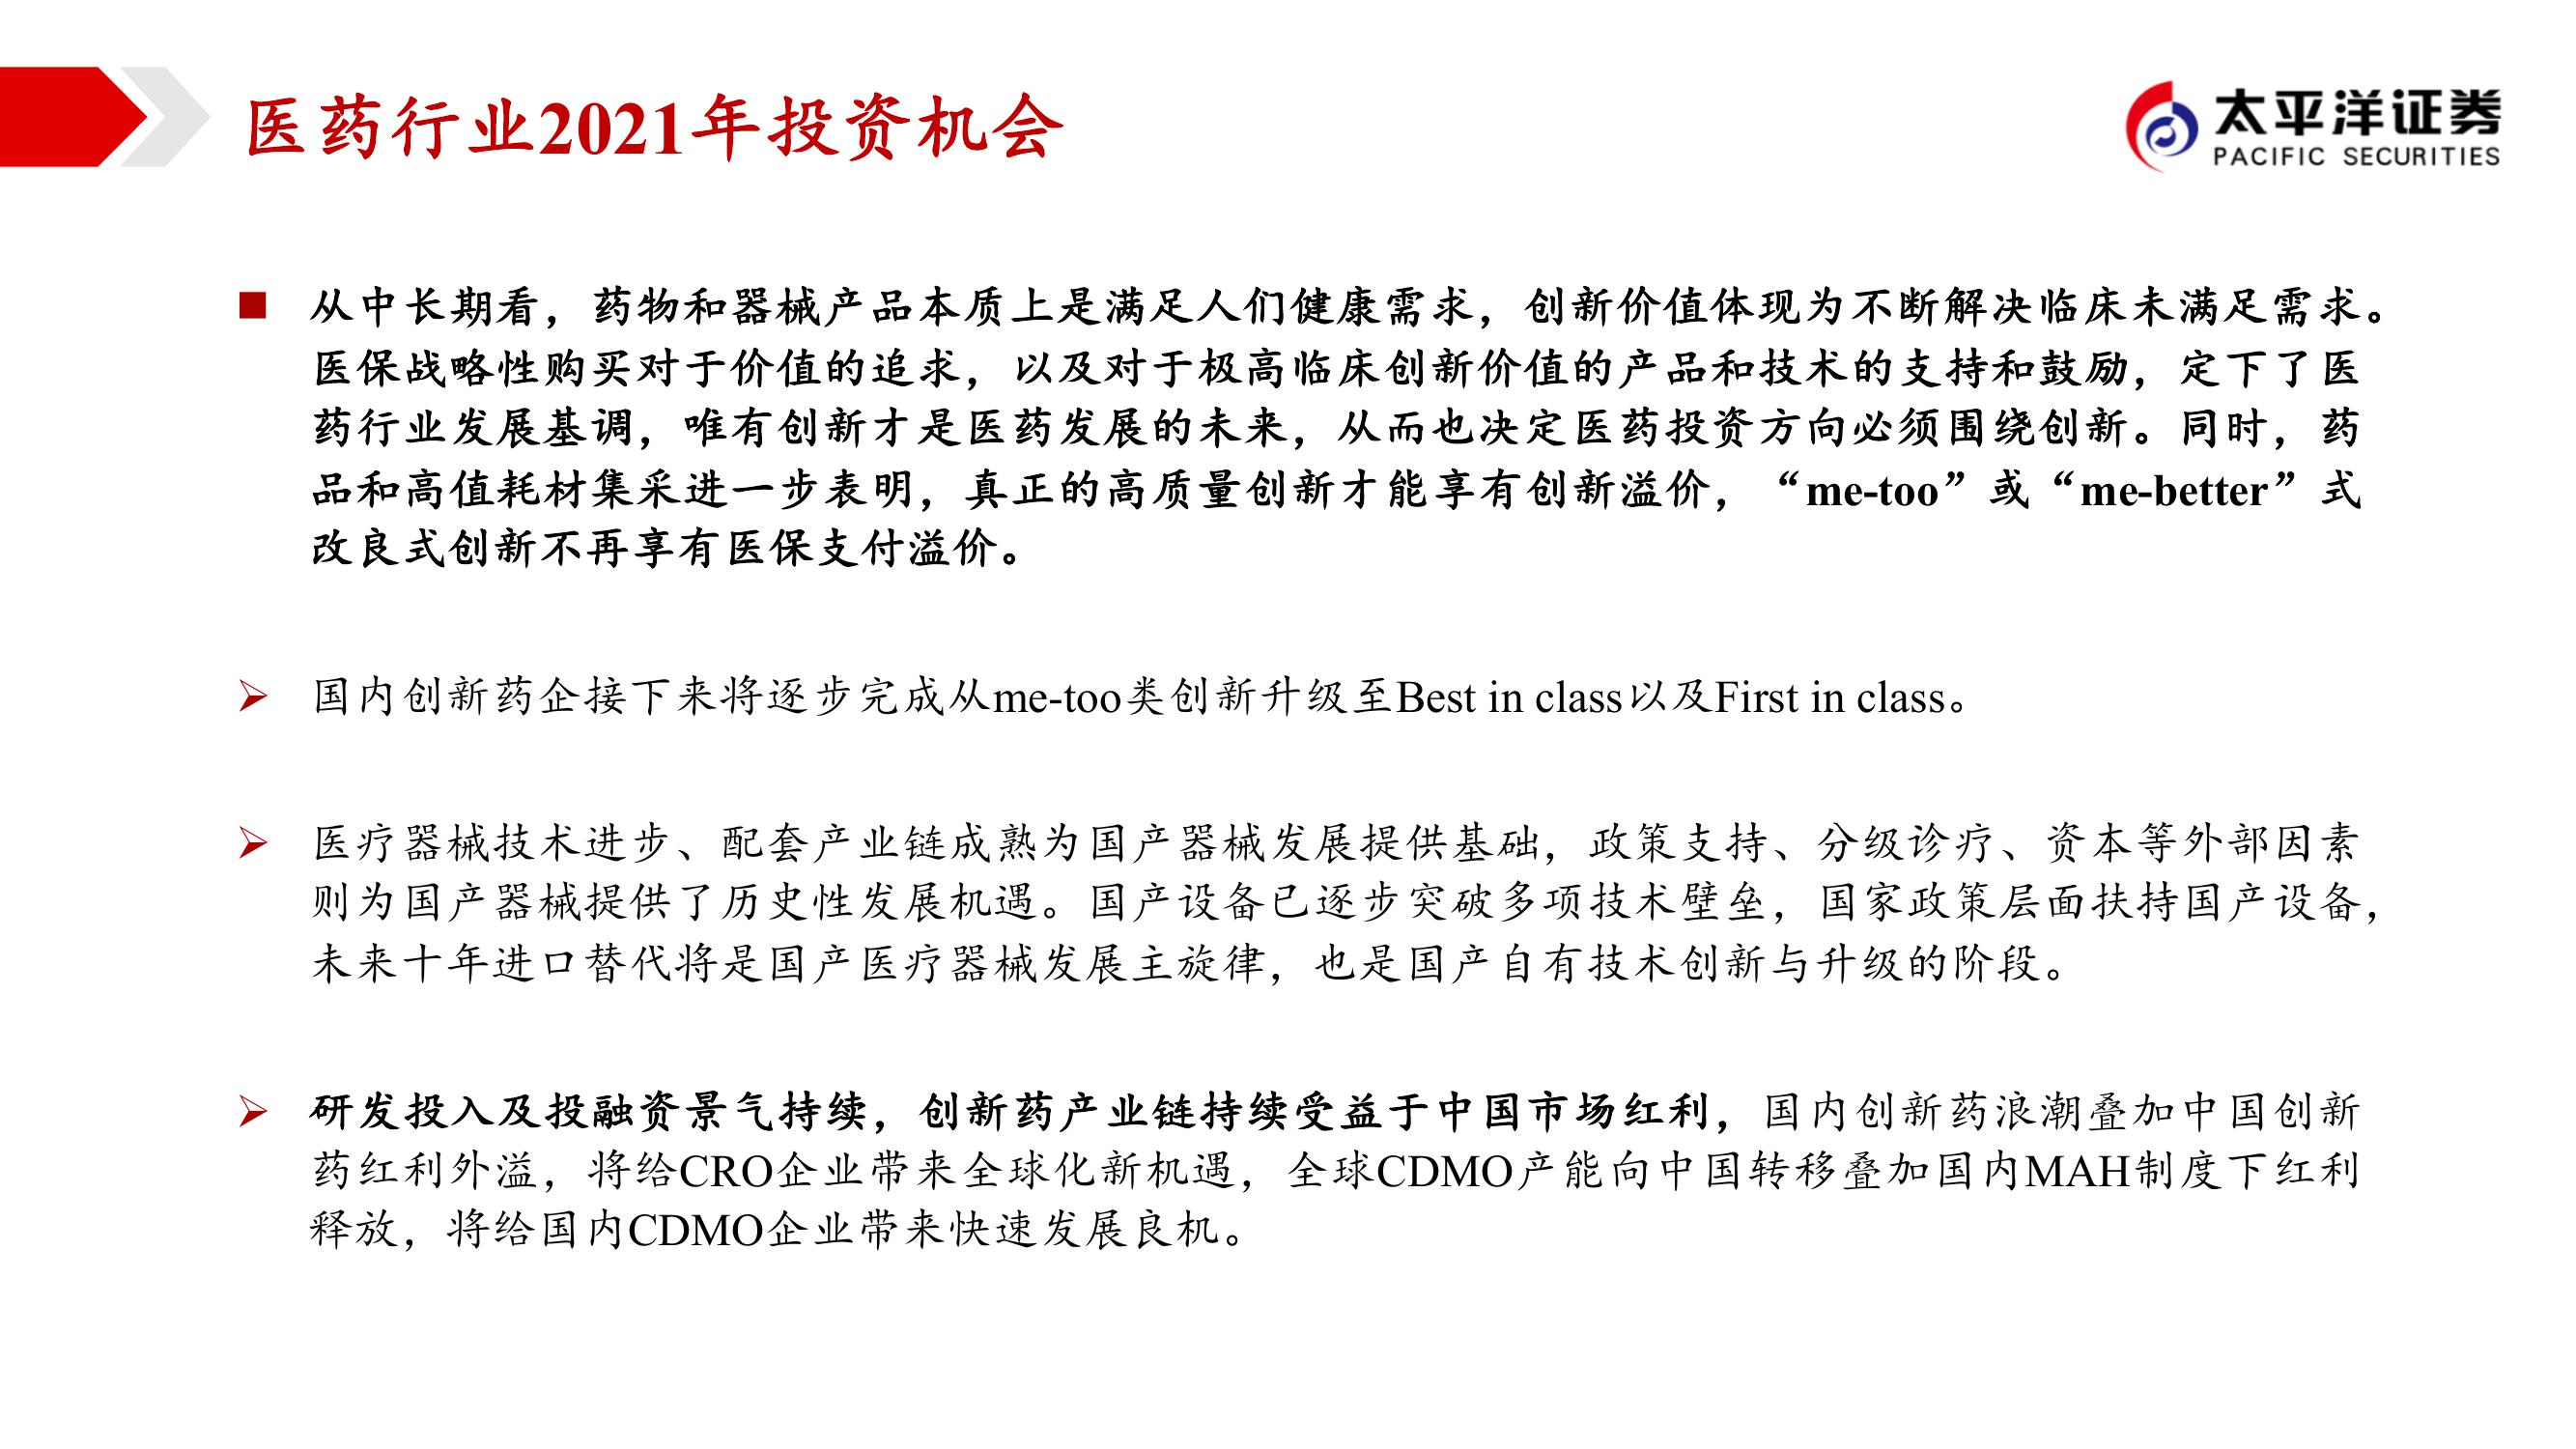 医药行业2021年投资机会
太平洋证券
PACIFIC SECURITIES
从中长期看，药物和器械产品本质上是满足人们健康需求，创新价值体现为不断解决临床未满足需求。
医保战略性购买对于价值的追求，以及对于极高临床创新价值的产品和技术的支持和鼓励，定下了医
药行业发展基调，唯有创新才是医药发展的未来，从而也决定医药投资方向必须围绕创新。同时，药
品和高值耗材集采进一步表明，真正的高质量创新才能享有创新溢价，“me-too”或“me-better”式
改良式创新不再享有医保支付溢价。
国内创新药企接下来将逐步完成从me-too类创新升级至Best in class以及First in class。
医疗器械技术进步、配套产业链成熟为国产器械发展提供基础，政策支持、分级诊疗、资本等外部因素
则为国产器械提供了历史性发展机遇。国产设备已逐步突破多项技术壁垒，国家政策层面扶持国产设备，
未来十年进口替代将是国产医疗器械发展主旋律，也是国产自有技术创新与升级的阶段。
研发投入及投融资景气持续，创新药产业链持续受益于中国市场红利，国内创新药浪潮叠加中国创新
药红利外溢，将给CRO企业带来全球化新机遇，全球CDMO产能向中国转移叠加国内MAH制度下红利
释放，将给国内CDMO企业带来快速发展良机。